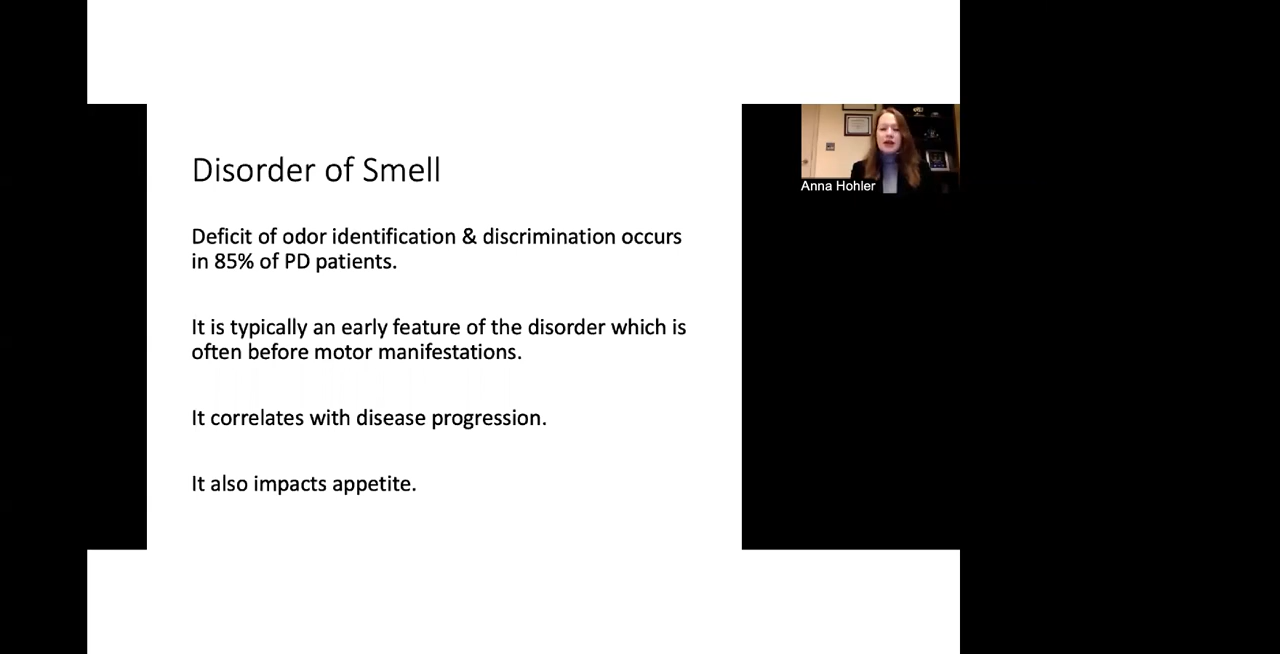 Disorder of Smell
Deficit of odor identification & discrimination occurs
in 85% of PD patients.
It is typically an early feature of the disorder which is
often before motor manifestations.
It correlates with disease progression.
It also impacts appetite.
Anna Hohler